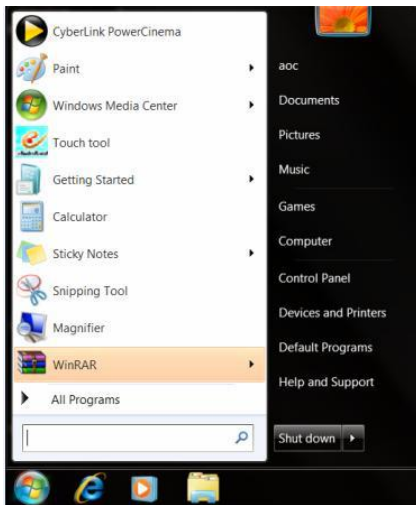 CyberLink PowerCinema
Paint
Windows Media Center
Touch tool
Getting Started
Calculator
Sticky Notes
Snipping Tool
Magnifier
WinRAR
All Programs
aoc
Documents
Pictures
Music
Games
Computer
Control Panel
Devices and Printers
Default Programs
Help and Support
Shut down